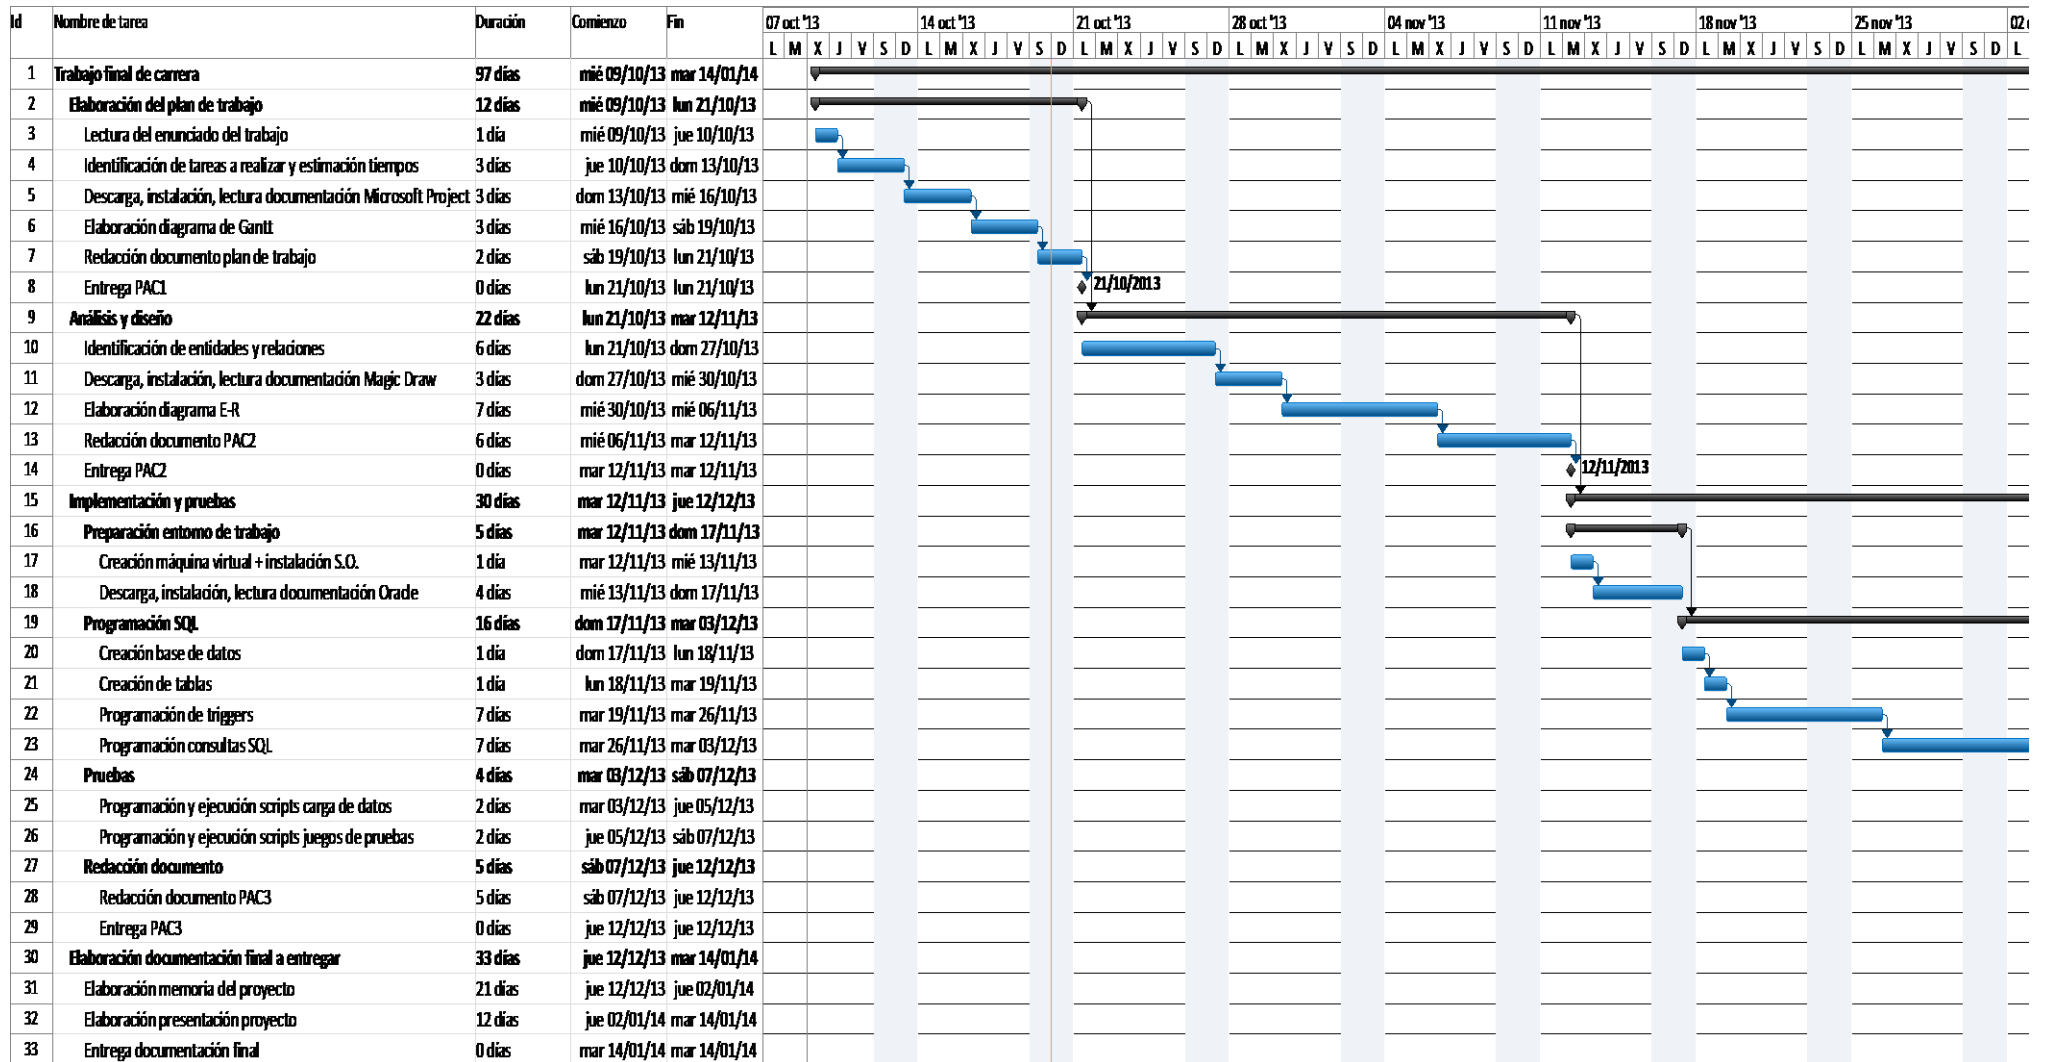 Id Nombre de tarea Duración Comienzo Fin 07 oct '13 14 oct '13 21 oct '13 28 oct '13 04 nov '13 11 nov '13 18 nov '13 25 nov '13 02
L M X J V S D L M X J V S D L M X J V S D L M X J V S D L M X J V S D L M X J V S D L M X J V S D L M X J V S D L
1 Trabajo final de carrera 97 días mié 09/10/13 mar 14/01/14
2 Elaboración del plan de trabajo 12 días mié 09/10/13 lun 21/10/13
3 Lectura del enunciado del trabajo 1 día mié 09/10/13 jue 10/10/13
4 Identificación de tareas a realizar y estimación tiempos 3 días jue 10/10/13 dom 13/10/13
5 Descarga, instalación, lectura documentación Microsoft Project 3 días dom 13/10/13 mié 16/10/13
6 Elaboración diagrama de Gantt 3 días mié 16/10/13 sáb 19/10/13
7 Redacción documento plan de trabajo 2 días sáb 19/10/13 lun 21/10/13
8 Entrega PAC1 0 días lun 21/10/13 lun 21/10/13 21/10/2013
9 Análisis y diseño 22 días lun 21/10/13 mar 12/11/13
10 Identificación de entidades y relaciones 6 días lun 21/10/13 dom 27/10/13
11 Descarga, instalación, lectura documentación Magic Draw 3 días dom 27/10/13 mié 30/10/13
12 Elaboración diagrama E-R 7 días mié 30/10/13 mié 06/11/13
13 Redacción documento PAC2 6 días mié 06/11/13 mar 12/11/13
14 Entrega PAC2 0 días mar 12/11/13 mar 12/11/13 12/11/2013
15 Implementación y pruebas 30 días mar 12/11/13 jue 12/12/13
16 Preparación entorno de trabajo 5 días mar 12/11/13 dom 17/11/13
17 Creación máquina virtual + instalación S.O. 1 día mar 12/11/13 mié 13/11/13
18 Descarga, instalación, lectura documentación Oracle 4 días mié 13/11/13 dom 17/11/13
19 Programación SQL 16 días dom 17/11/13 mar 03/12/13
20 Creación base de datos 1 día dom 17/11/13 lun 18/11/13
21 Creación de tablas 1 día lun 18/11/13 mar 19/11/13
22 Programación de triggers 7 días mar 19/11/13 mar 26/11/13
23 Programación consultas SQL 7 días mar 26/11/13 mar 03/12/13
24 Pruebas 4 días mar 03/12/13 sáb 07/12/13
25 Programación y ejecución scripts carga de datos 2 días mar 03/12/13 jue 05/12/13
26 Programación y ejecución scripts juegos de pruebas 2 días jue 05/12/13 sáb 07/12/13
27 Redacción documento 5 días sáb 07/12/13 jue 12/12/13
28 Redacción documento PAC3 5 días sáb 07/12/13 jue 12/12/13
29 Entrega PAC3 0 días jue 12/12/13 jue 12/12/13
30 Elaboración documentación final a entregar 33 días jue 12/12/13 mar 14/01/14
31 Elaboración memoria del proyecto 21 días jue 12/12/13 jue 02/01/14
32 Elaboración presentación proyecto 12 días jue 02/01/14 mar 14/01/14
33 Entrega documentación final 0 días mar 14/01/14 mar 14/01/14